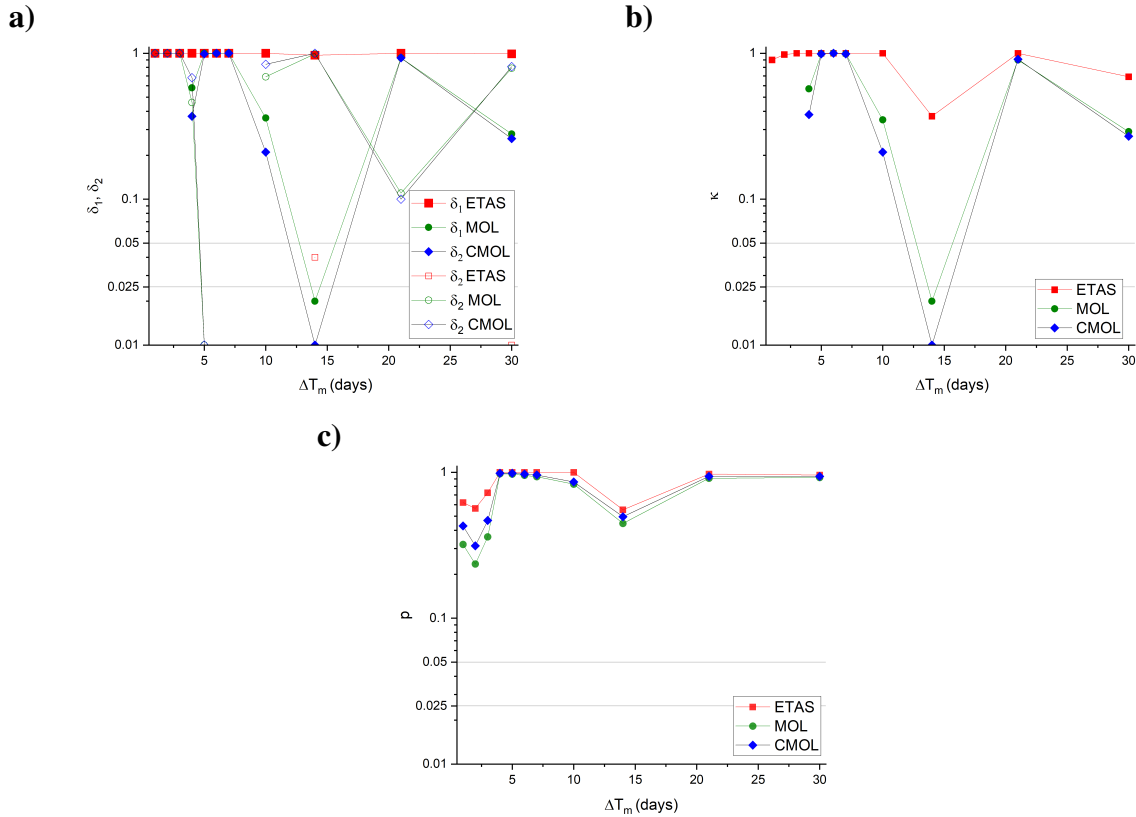 a)
1
0.1
0.05
0.025
0.01
δ₁, δ₂
5
10
15
20
25
30
ΔTₘ (days)
δ₁ ETAS
δ₁ MOL
δ₂ CMOL
δ₂ ETAS
δ₂ MOL
δ₂ CMOL
b)
1
0.1
0.05
0.025
0.01
κ
5
10
15
20
25
30
ΔTₘ (days)
ETAS
MOL
CMOL
c)
1
0.1
0.05
0.025
0.01
p
5
10
15
20
25
30
ΔTₘ (days)
ETAS
MOL
CMOL